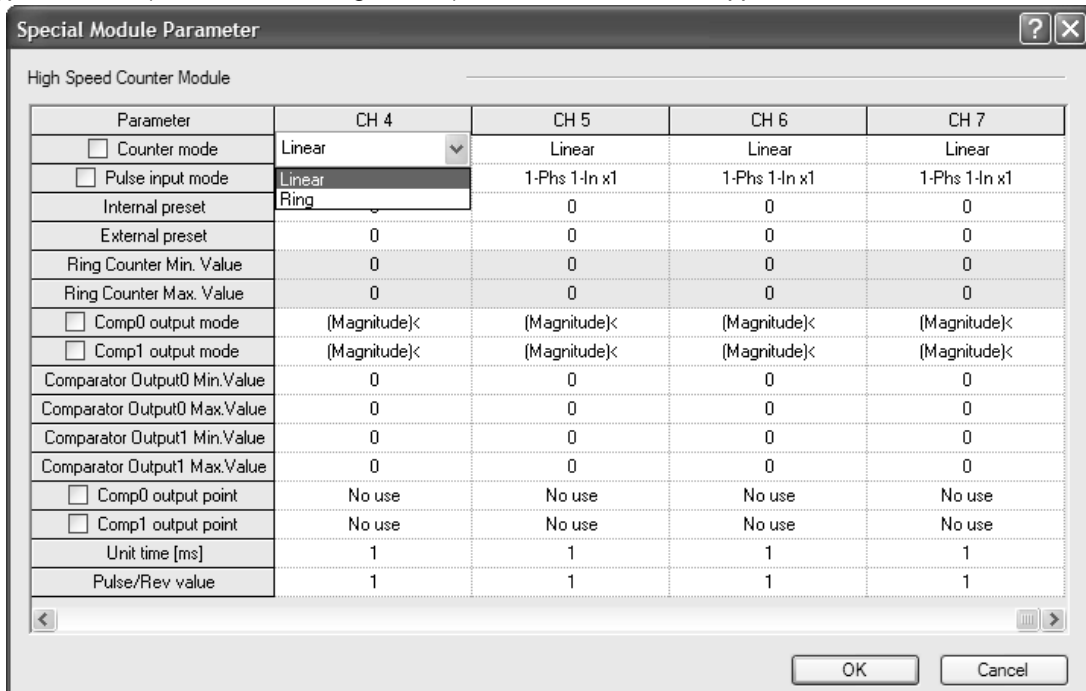 Special Module Parameter
High Speed Counter Module
Parameter CH 4 CH 5 CH 6 CH 7
Counter mode Linear Linear Linear Linear
Pulse input mode Linear 1-Phs 1-In x1 1-Phs 1-In x1 1-Phs 1-In x1
Ring
Internal preset 0 0 0
External preset 0 0 0 0
Ring Counter Min. Value 0 0 0 0
Ring Counter Max. Value 0 0 0 0
Comp0 output mode (Magnitude)< (Magnitude)< (Magnitude)< (Magnitude)<
Comp1 output mode (Magnitude)< (Magnitude)< (Magnitude)< (Magnitude)<
Comparator Output0 Min.Value 0 0 0 0
Comparator Output0 Max.Value 0 0 0 0
Comparator Output1 Min.Value 0 0 0 0
Comparator Output1 Max.Value 0 0 0 0
Comp0 output point No use No use No use No use
Comp1 output point No use No use No use No use
Unit time [ms] 1 1 1 1
Pulse/Rev value 1 1 1 1
OK Cancel